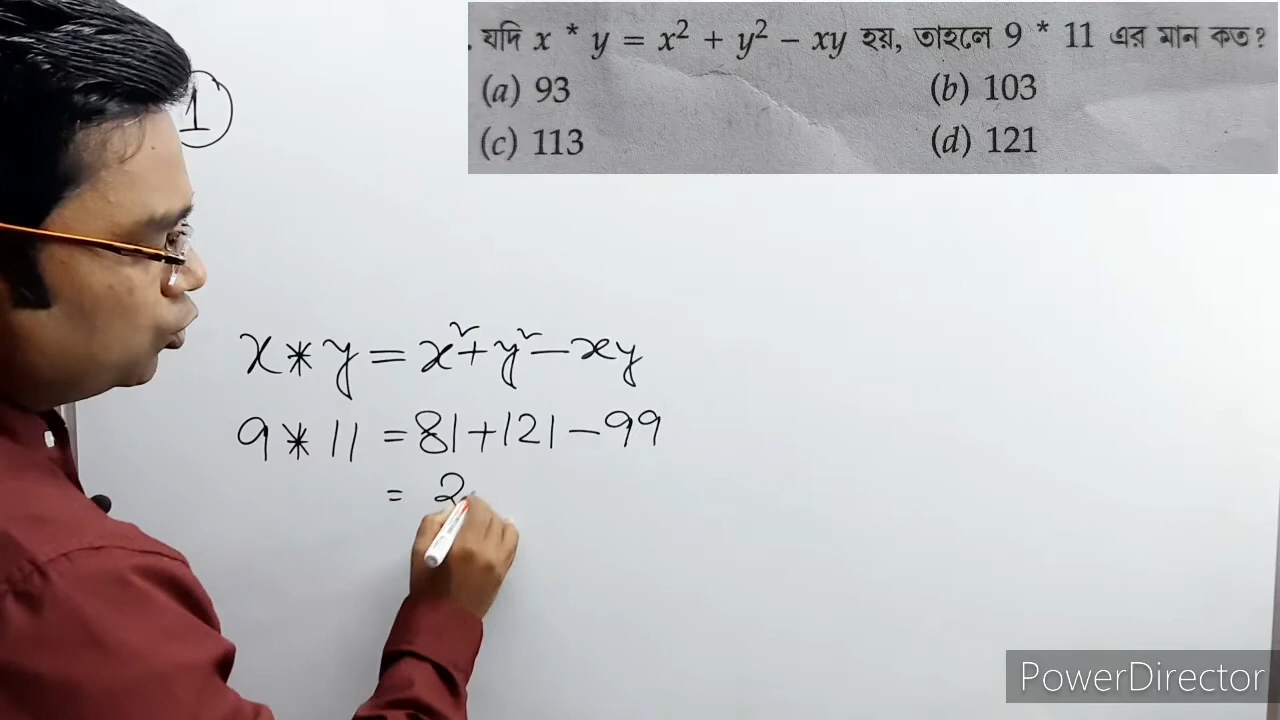 . যদি x * y = x² + y² − xy হয়, তাহলে 9 * 11 এর মান কত?
(a) 93 (b) 103
(c) 113 (d) 121
1
x * y = x² + y² − xy
9 * 11 = 81 + 121 − 99
= 2
PowerDirector